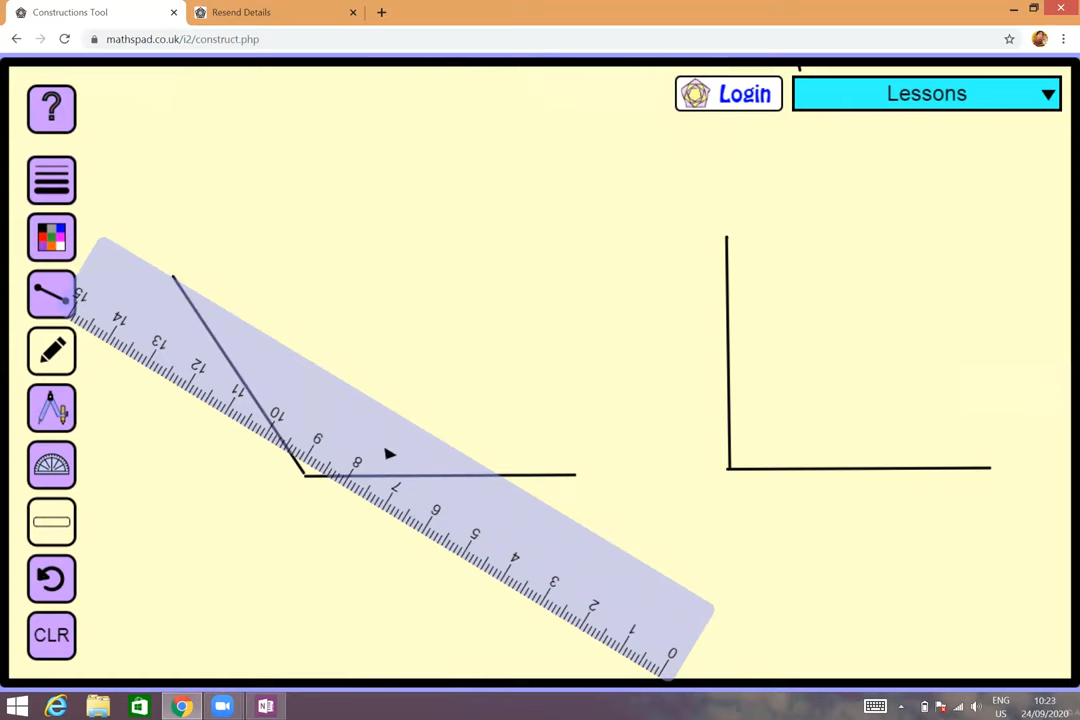 Constructions Tool
Resend Details
mathspad.co.uk/i2/construct.php
?
Login
Lessons
15
14
13
12
11
10
9
8
7
6
5
4
3
2
1
0
CLR
ENG
US
10:23
24/09/2020